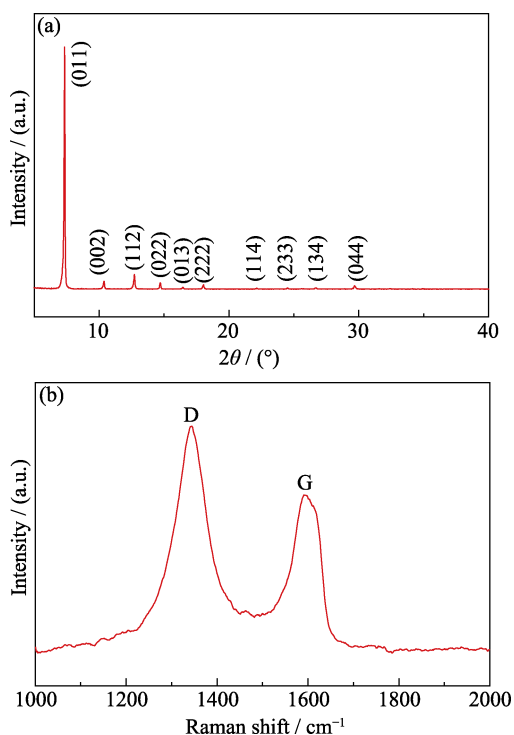 (a)
(011)
(002)
(112)
(022)
(013)
(222)
(114)
(233)
(134)
(044)
Intensity / (a.u.)
10 20 30 40
2θ / (°)
(b)
D
G
Intensity / (a.u.)
1000 1200 1400 1600 1800 2000
Raman shift / cm⁻¹